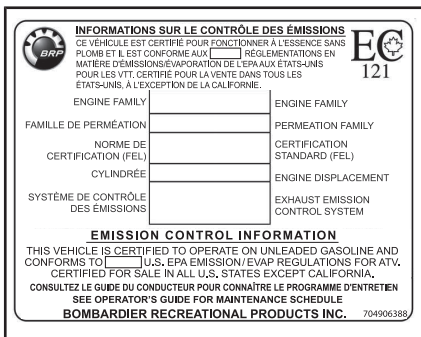 INFORMATIONS SUR LE CONTRÔLE DES ÉMISSIONS
CE VÉHICULE EST CERTIFIÉ POUR FONCTIONNER À L'ESSENCE SANS
PLOMB ET IL EST CONFORME AUX RÉGLEMENTATIONS EN
MATIÈRE D'ÉMISSIONS/ÉVAPORATION DE L'EPA AUX ÉTATS-UNIS
POUR LES VTT. CERTIFIÉ POUR LA VENTE DANS TOUS LES
ÉTATS-UNIS, À L'EXCEPTION DE LA CALIFORNIE.
BRP
EC
121
ENGINE FAMILY ENGINE FAMILY
FAMILLE DE PERMÉATION PERMEATION FAMILY
NORME DE CERTIFICATION
CERTIFICATION (FEL) STANDARD (FEL)
CYLINDRÉE ENGINE DISPLACEMENT
SYSTÈME DE CONTRÔLE EXHAUST EMISSION
DES ÉMISSIONS CONTROL SYSTEM
EMISSION CONTROL INFORMATION
THIS VEHICLE IS CERTIFIED TO OPERATE ON UNLEADED GASOLINE AND
CONFORMS TO U.S. EPA EMISSION/EVAP REGULATIONS FOR ATV.
CERTIFIED FOR SALE IN ALL U.S. STATES EXCEPT CALIFORNIA.
CONSULTEZ LE GUIDE DU CONDUCTEUR POUR CONNAÎTRE LE PROGRAMME D'ENTRETIEN
SEE OPERATOR'S GUIDE FOR MAINTENANCE SCHEDULE
BOMBARDIER RECREATIONAL PRODUCTS INC. 704906388